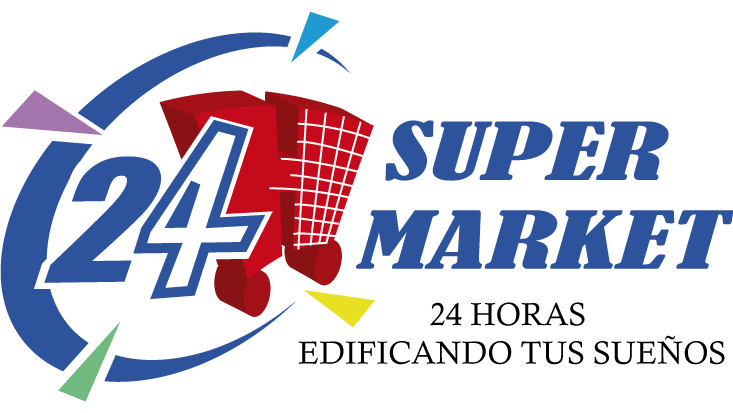 24
SUPER
MARKET
24 HORAS
EDIFICANDO TUS SUEÑOS